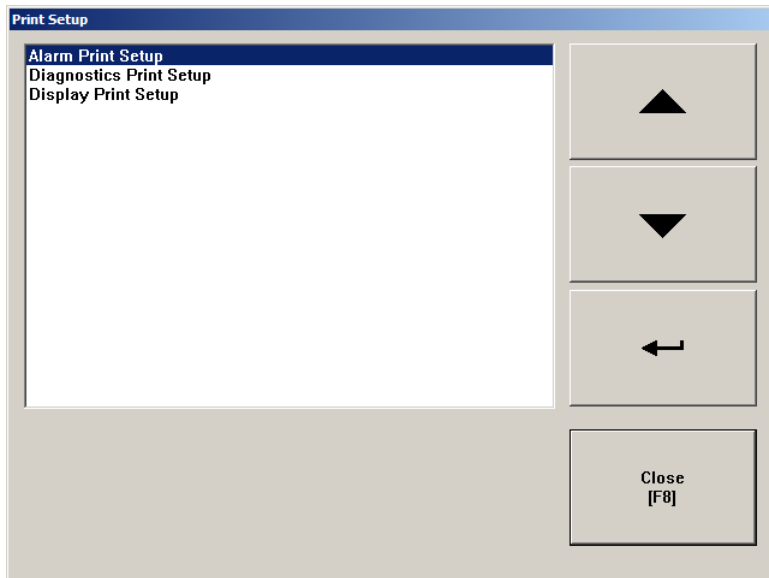 Print Setup
Alarm Print Setup
Diagnostics Print Setup
Display Print Setup
Close
[F8]